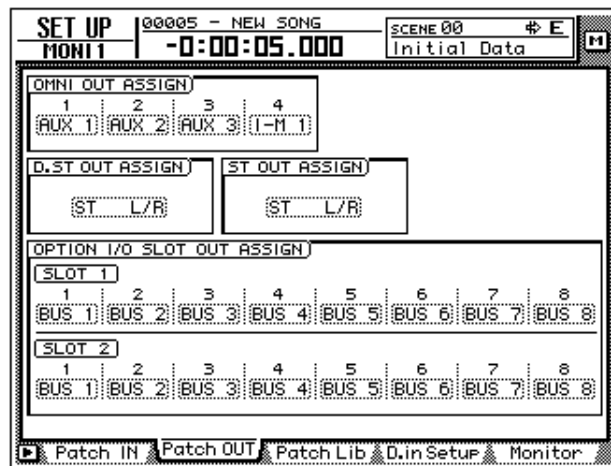 SET UP 00005 - NEW SONG SCENE 00 E M
MONI 1 -0:00:05.000 Initial Data
OMNI OUT ASSIGN
1 2 3 4
AUX 1 AUX 2 AUX 3 I-M 1
D.ST OUT ASSIGN ST OUT ASSIGN
ST L/R ST L/R
OPTION I/O SLOT OUT ASSIGN
SLOT 1
1 2 3 4 5 6 7 8
BUS 1 BUS 2 BUS 3 BUS 4 BUS 5 BUS 6 BUS 7 BUS 8
SLOT 2
1 2 3 4 5 6 7 8
BUS 1 BUS 2 BUS 3 BUS 4 BUS 5 BUS 6 BUS 7 BUS 8
Patch IN Patch OUT Patch Lib D.in Setup Monitor